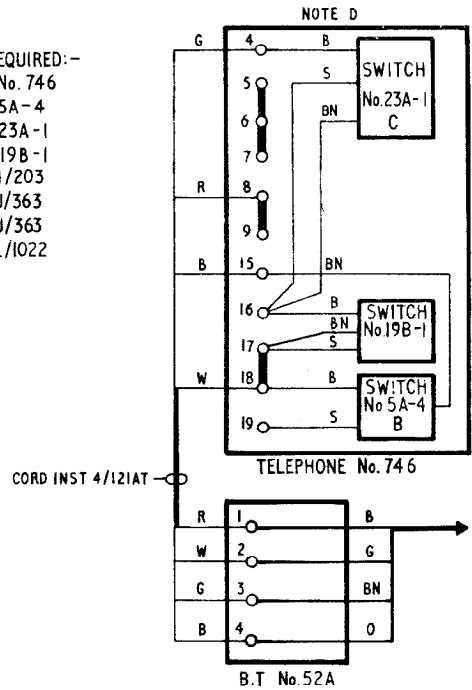 NOTE D
EQUIRED:-
No. 746
5A-4
23A-1
19B-1
/203
/363
/363
/1022
G 4 B
SWITCH
No.23A-1
C
5 S
6 BN
7
R 8
9
B 15 BN
16 B
SWITCH
No.19B-1
BN
17 S
W 18 B
SWITCH
No 5A-4
B
19 S
TELEPHONE No. 746
CORD INST 4/121AT
R 1 B
W 2 G
G 3 BN
B 4 O
B.T No.52A